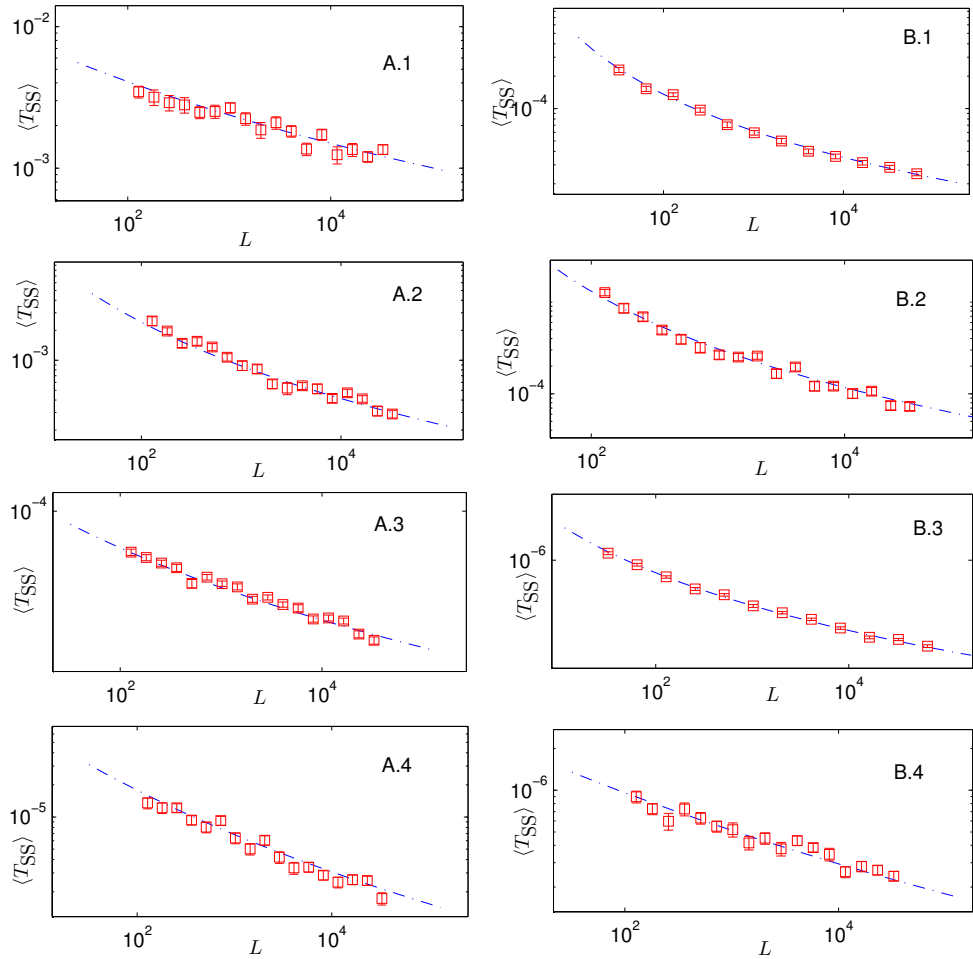 A.1
10^-2
10^-3
⟨T_SS⟩
10^2
10^4
L
B.1
10^-4
⟨T_SS⟩
10^2
10^4
L
A.2
10^-3
⟨T_SS⟩
10^2
10^4
L
B.2
10^-4
⟨T_SS⟩
10^2
10^4
L
A.3
10^-4
⟨T_SS⟩
10^2
10^4
L
B.3
10^-6
⟨T_SS⟩
10^2
10^4
L
A.4
10^-5
⟨T_SS⟩
10^2
10^4
L
B.4
10^-6
⟨T_SS⟩
10^2
10^4
L